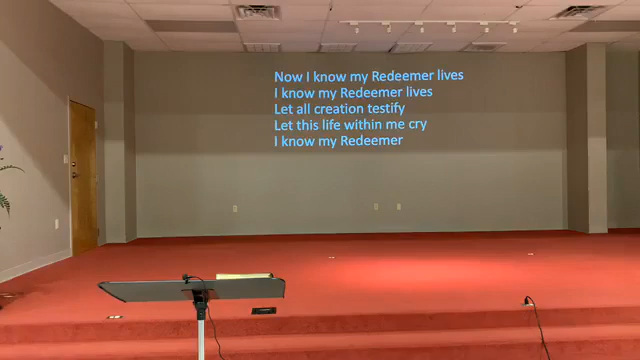 Now I know my Redeemer lives
I know my Redeemer lives
Let all creation testify
Let this life within me cry
I know my Redeemer